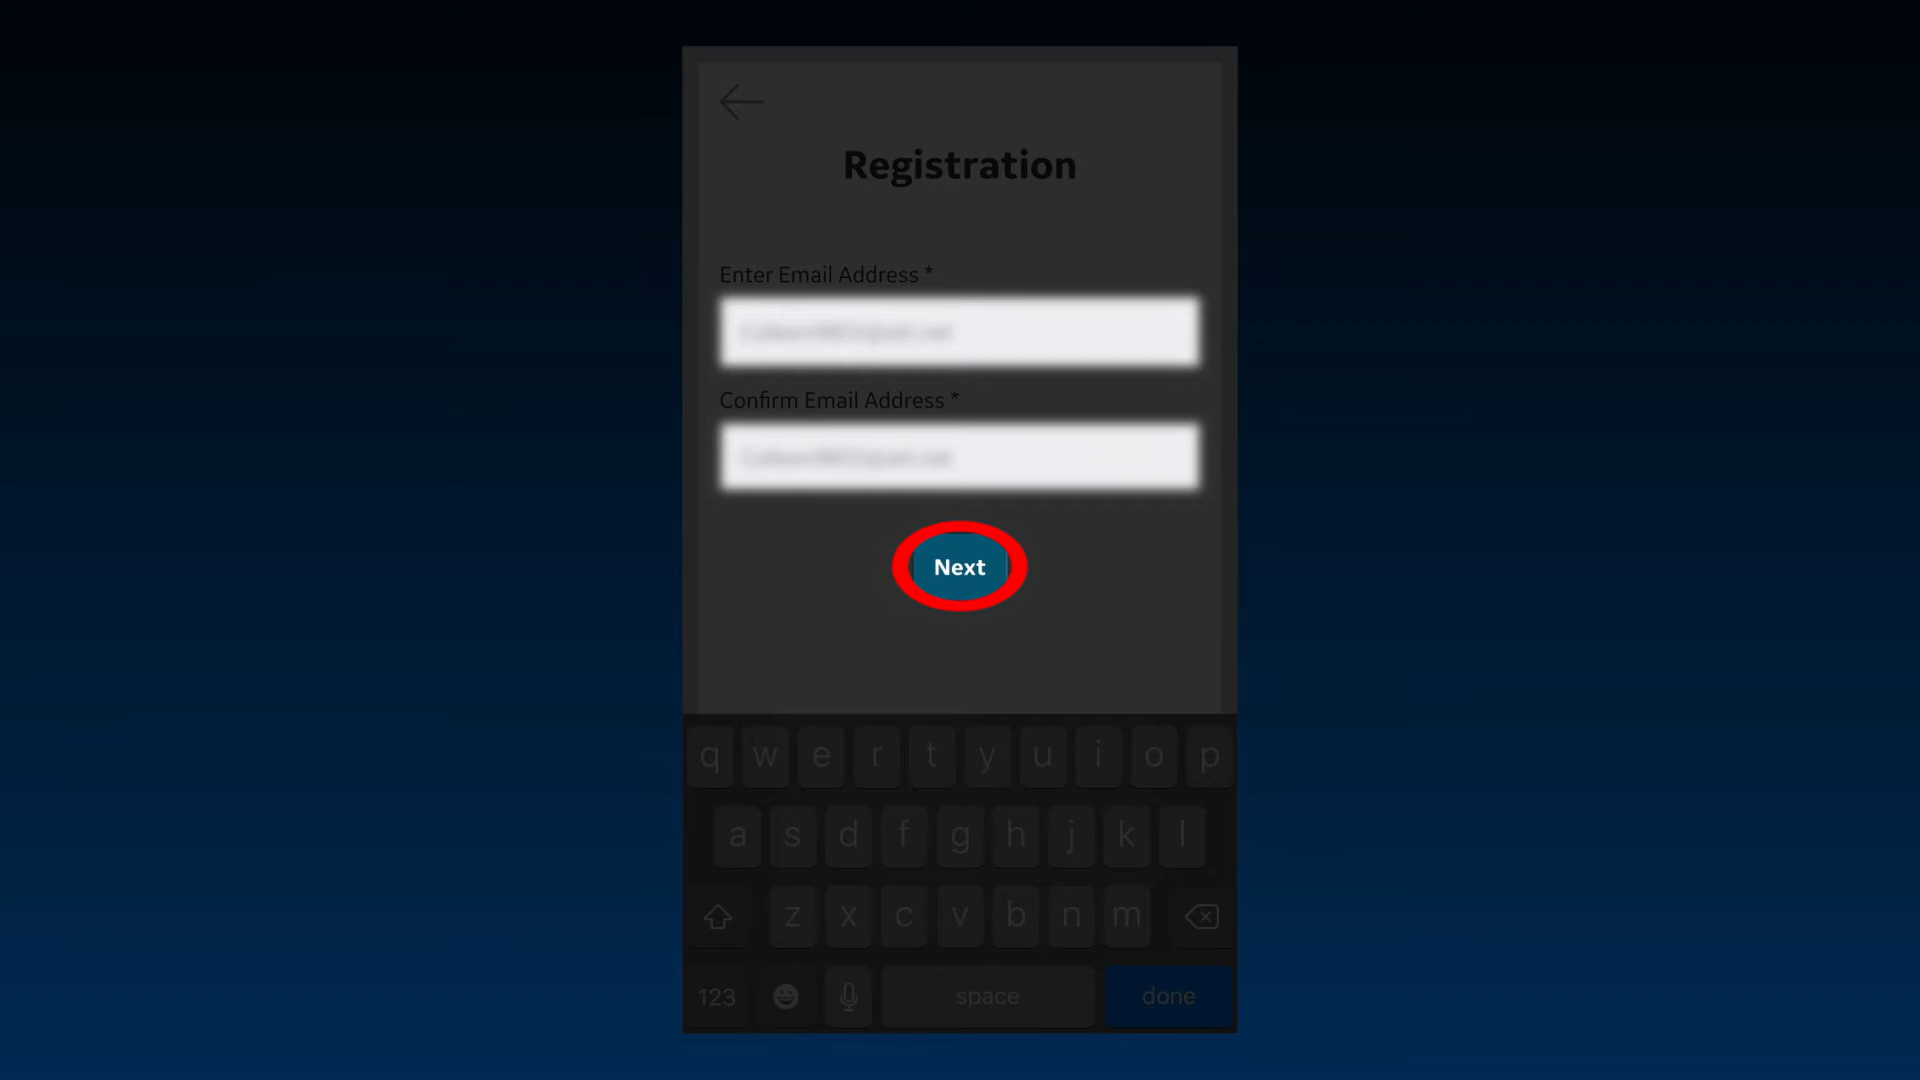 Registration
Enter Email Address *
Confirm Email Address *
Next
q w e r t y u i o p
a s d f g h j k l
z x c v b n m
123 space done